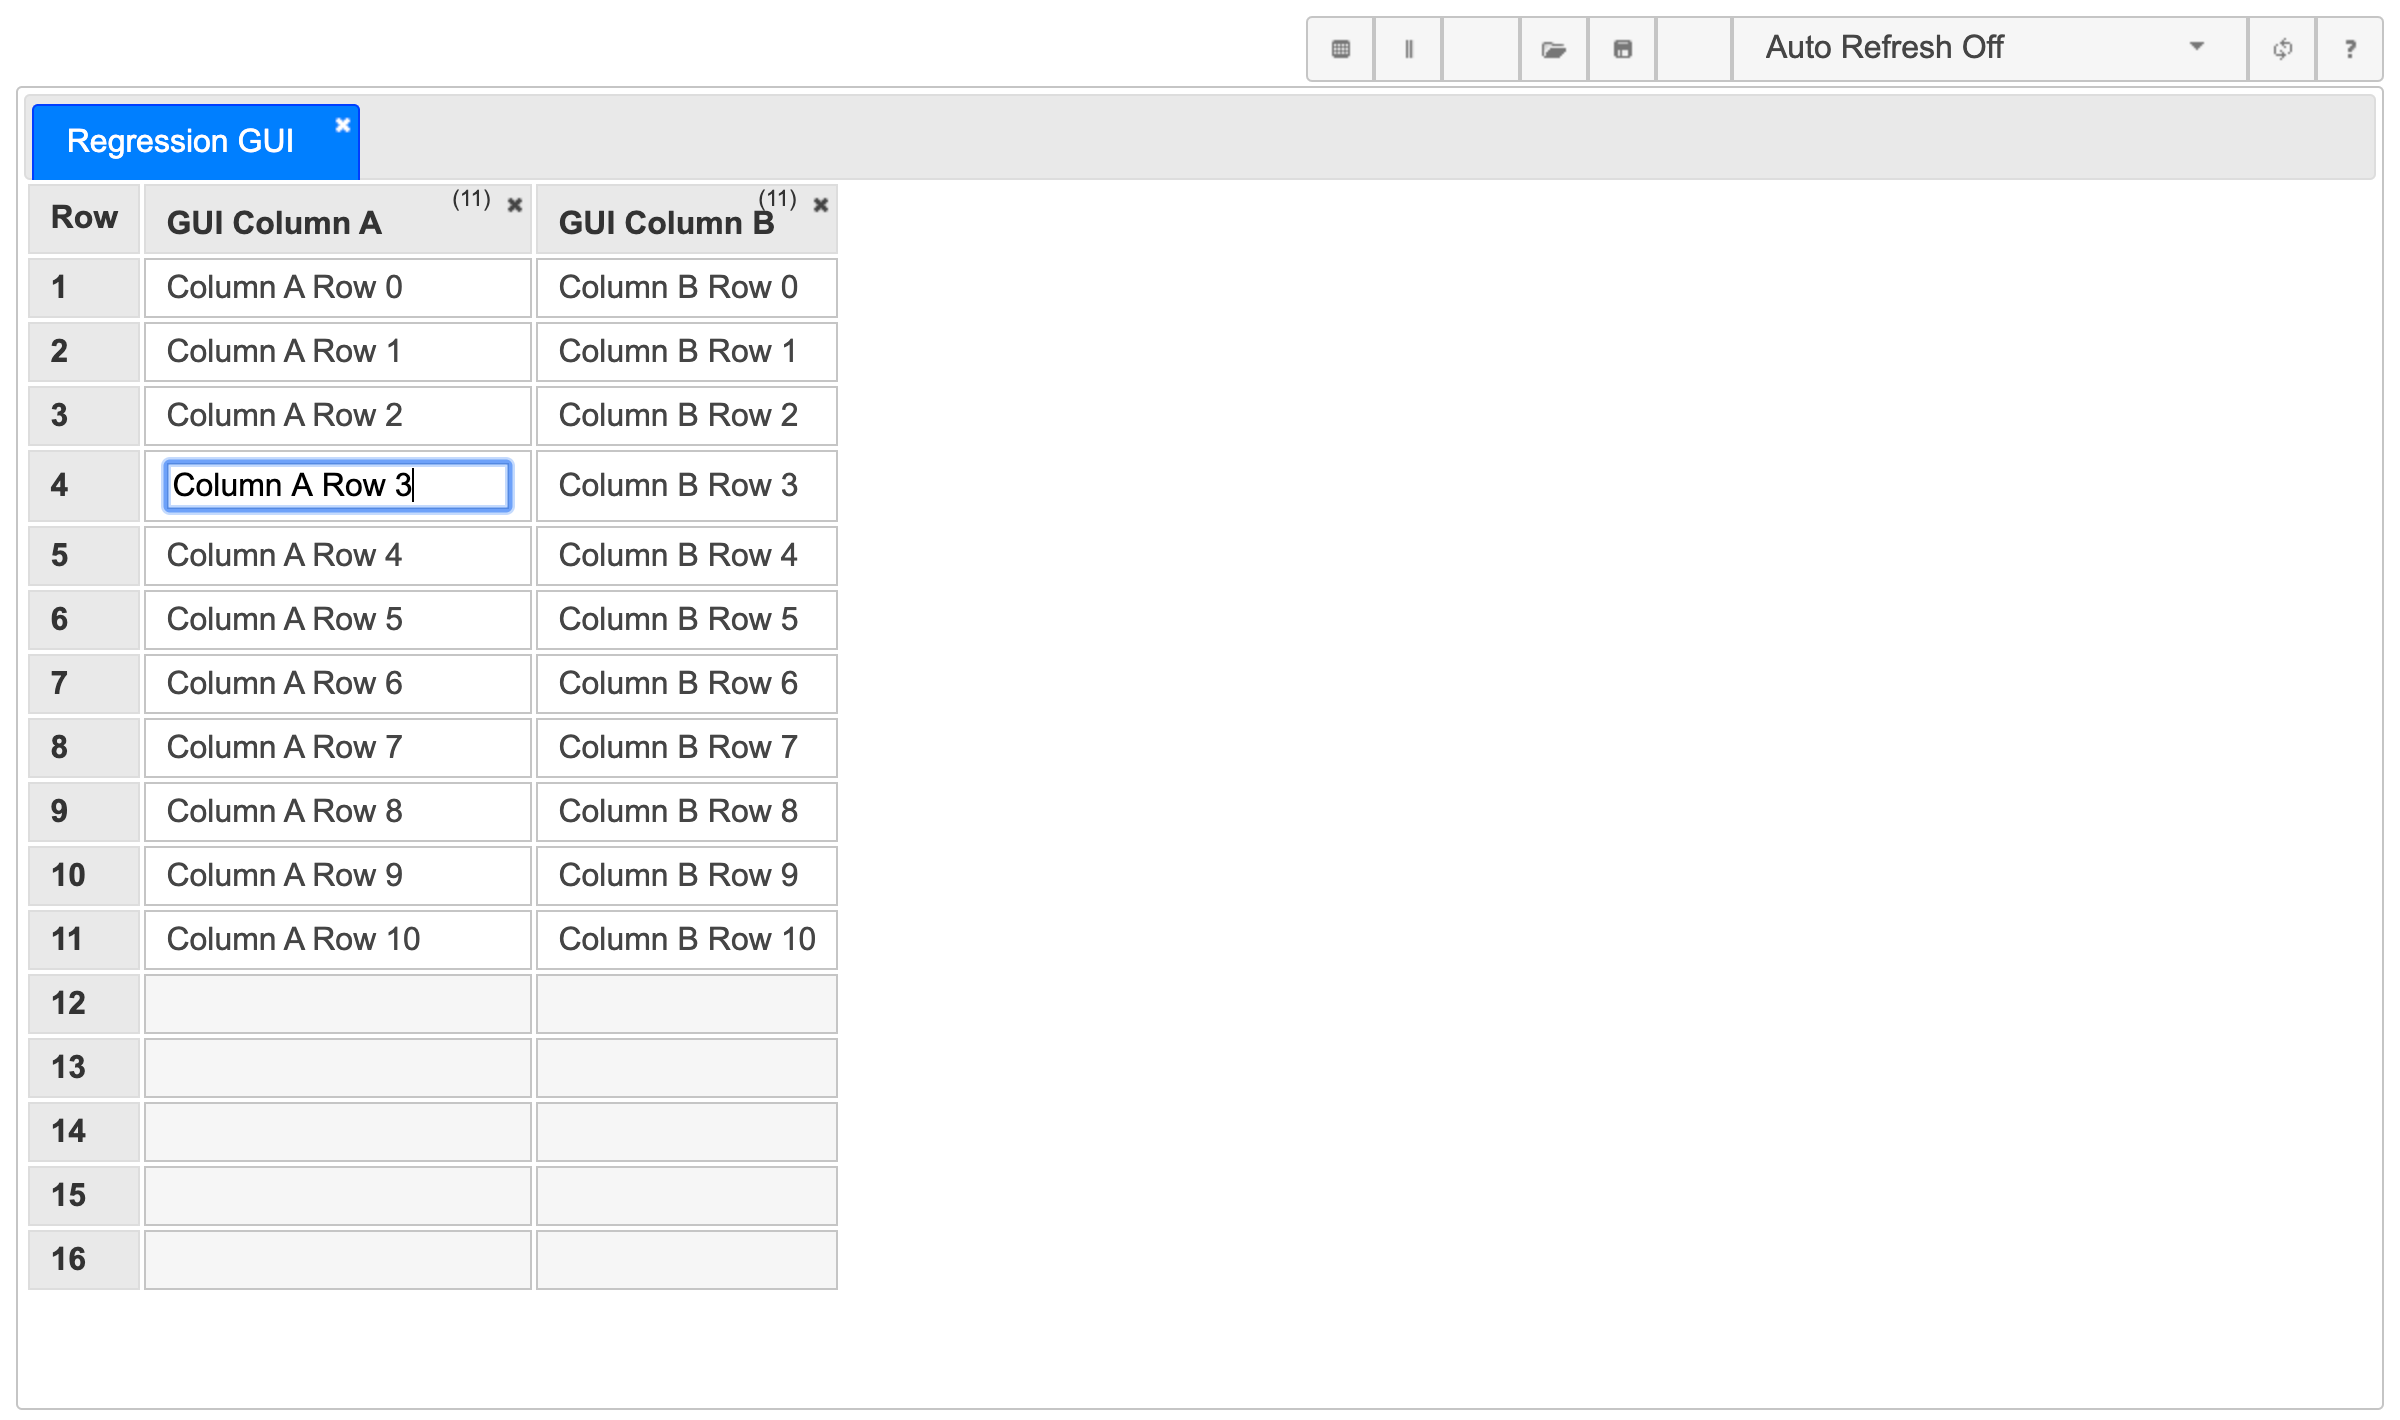 Auto Refresh Off ?
Regression GUI
Row GUI Column A (11) GUI Column B (11)
1 Column A Row 0 Column B Row 0
2 Column A Row 1 Column B Row 1
3 Column A Row 2 Column B Row 2
4 Column A Row 3 Column B Row 3
5 Column A Row 4 Column B Row 4
6 Column A Row 5 Column B Row 5
7 Column A Row 6 Column B Row 6
8 Column A Row 7 Column B Row 7
9 Column A Row 8 Column B Row 8
10 Column A Row 9 Column B Row 9
11 Column A Row 10 Column B Row 10
12
13
14
15
16